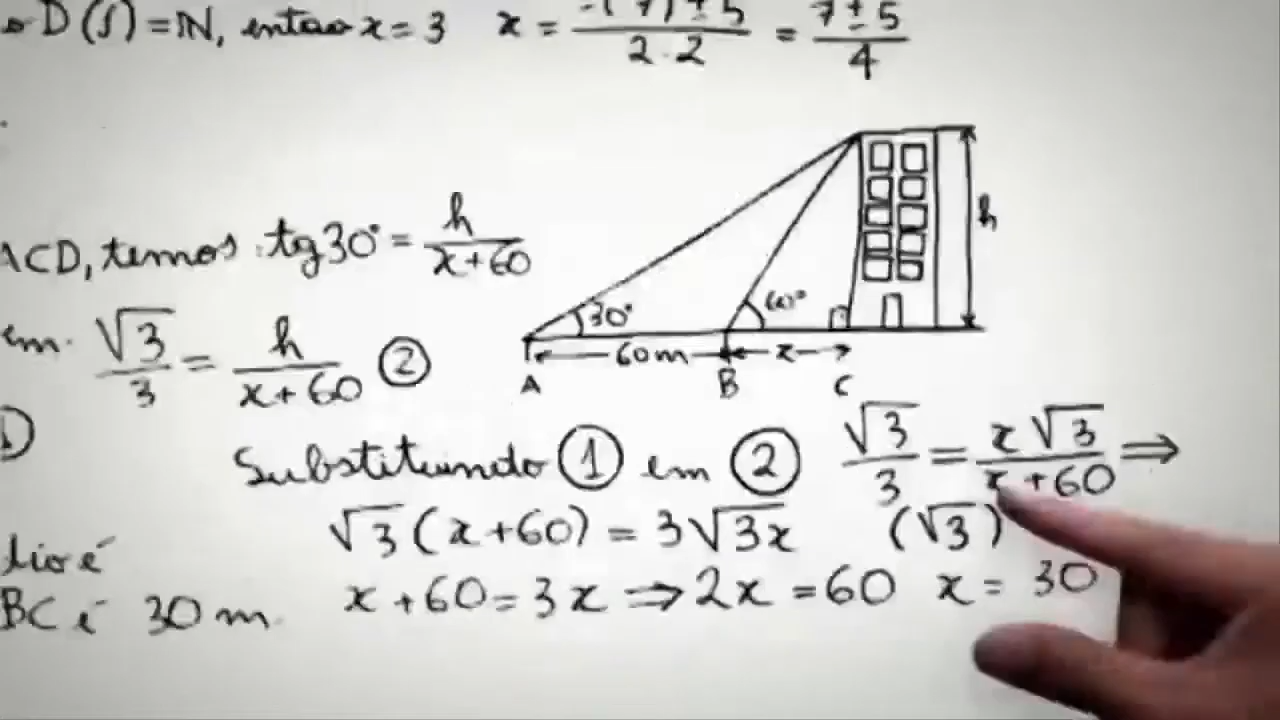 D(f) = ℕ, então x = 3 x = -(-7) ± 5 / 2·2 = 7 ± 5 / 4
ACD, temos: tg30° = h / x+60
em. √3 / 3 = h / x+60 ②
30° 60°
h
60m x
A B C
Substituindo ① em ② √3 / 3 = x√3 / x+60 ⇒
√3(x+60) = 3√3x (√3)
x+60 = 3x ⇒ 2x = 60 x = 30
BC é 30 m.